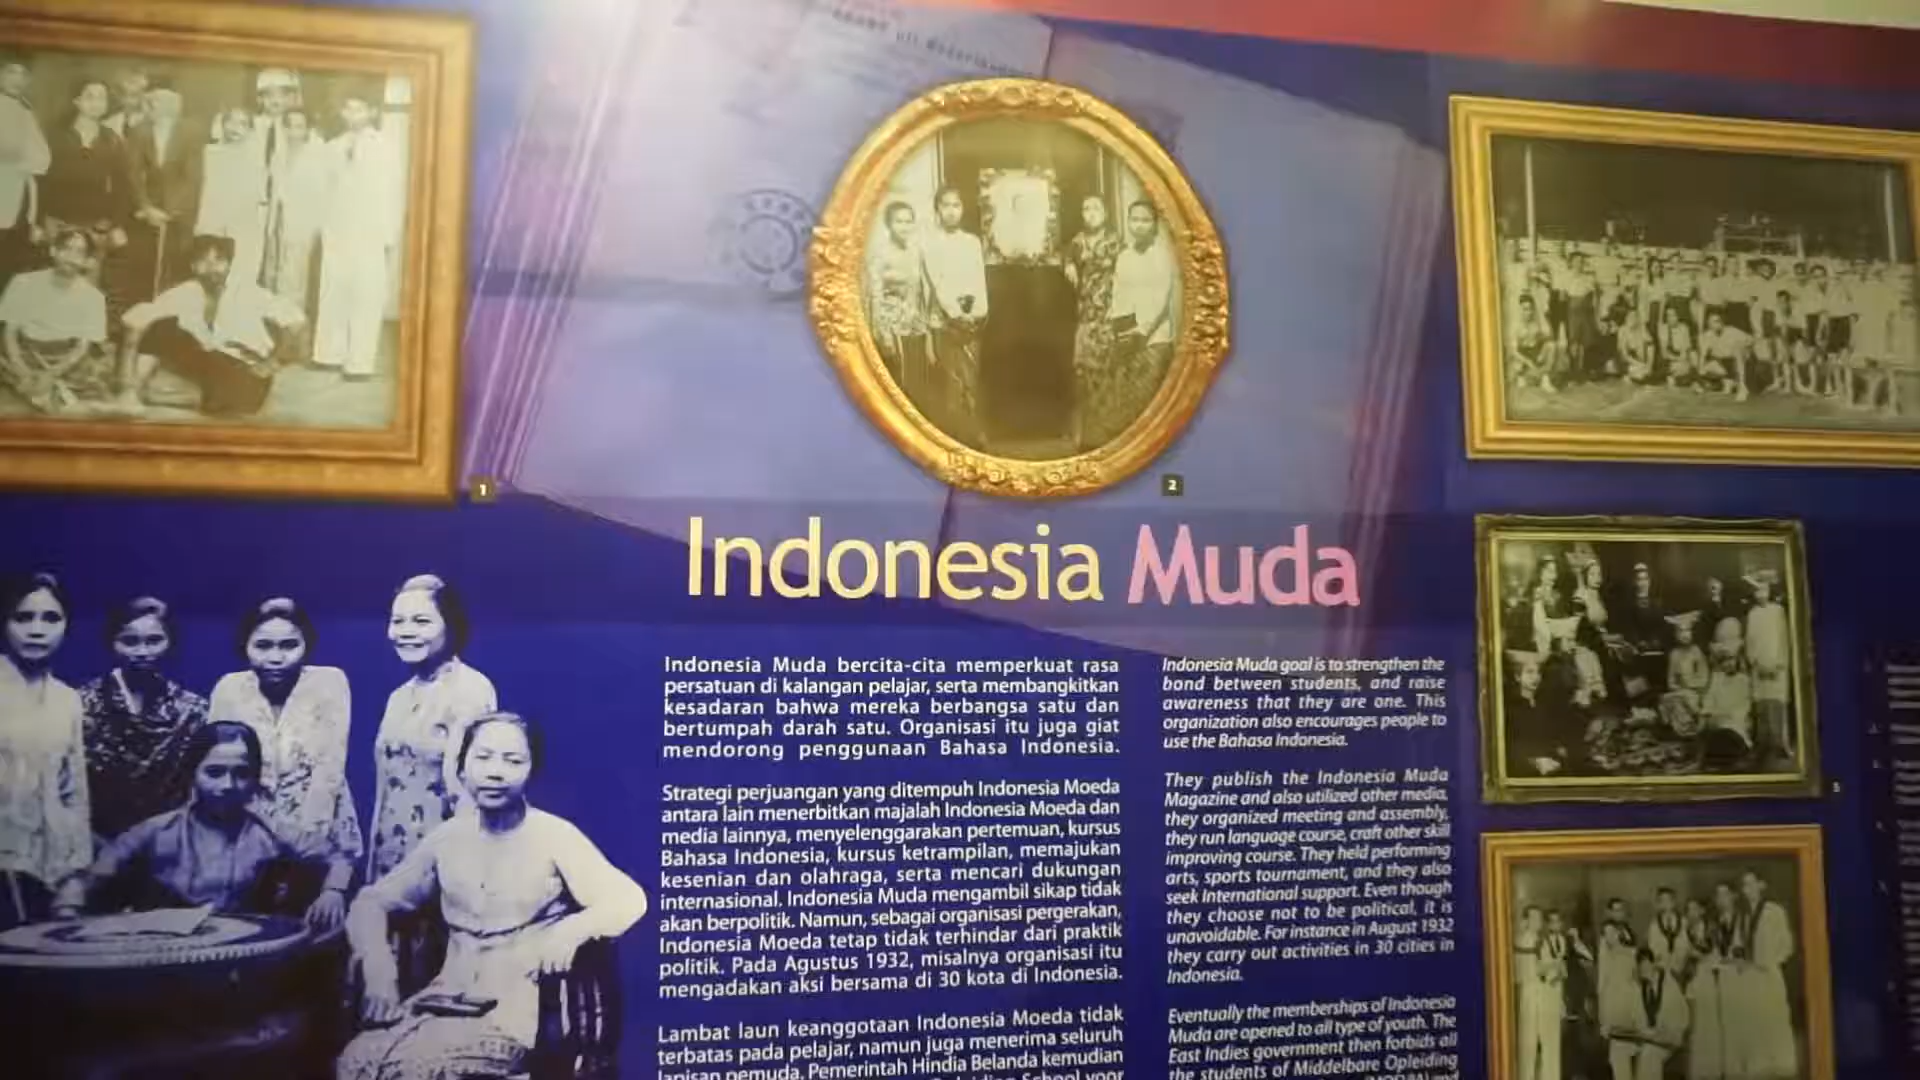 1
2
Indonesia Muda
Indonesia Muda bercita-cita memperkuat rasa
persatuan di kalangan pelajar, serta membangkitkan
kesadaran bahwa mereka berbangsa satu dan
bertumpah darah satu. Organisasi itu juga giat
mendorong penggunaan Bahasa Indonesia.
Strategi perjuangan yang ditempuh Indonesia Moeda
antara lain menerbitkan majalah Indonesia Moeda dan
media lainnya, menyelenggarakan pertemuan, kursus
Bahasa Indonesia, kursus ketrampilan, memajukan
kesenian dan olahraga, serta mencari dukungan
internasional. Indonesia Muda mengambil sikap tidak
akan berpolitik. Namun, sebagai organisasi pergerakan,
Indonesia Moeda tetap tidak terhindar dari praktik
politik. Pada Agustus 1932, misalnya organisasi itu
mengadakan aksi bersama di 30 kota di Indonesia.
Lambat laun keanggotaan Indonesia Moeda tidak
terbatas pada pelajar, namun juga menerima seluruh
lapisan pemuda. Pemerintah Hindia Belanda kemudian
School voor
Indonesia Muda goal is to strengthen the
bond between students, and raise
awareness that they are one. This
organization also encourages people to
use the Bahasa Indonesia.
They publish the Indonesia Muda
Magazine and also utilized other media,
they organized meeting and assembly,
they run language course, craft other skill
improving course. They held performing
arts, sports tournament, and they also
seek International support. Even though
they choose not to be political, it is
unavoidable. For instance in August 1932
they carry out activities in 30 cities in
Indonesia.
Eventually the memberships of Indonesia
Muda are opened to all type of youth. The
East Indies government then forbids all
the students of Middelbare Opleiding